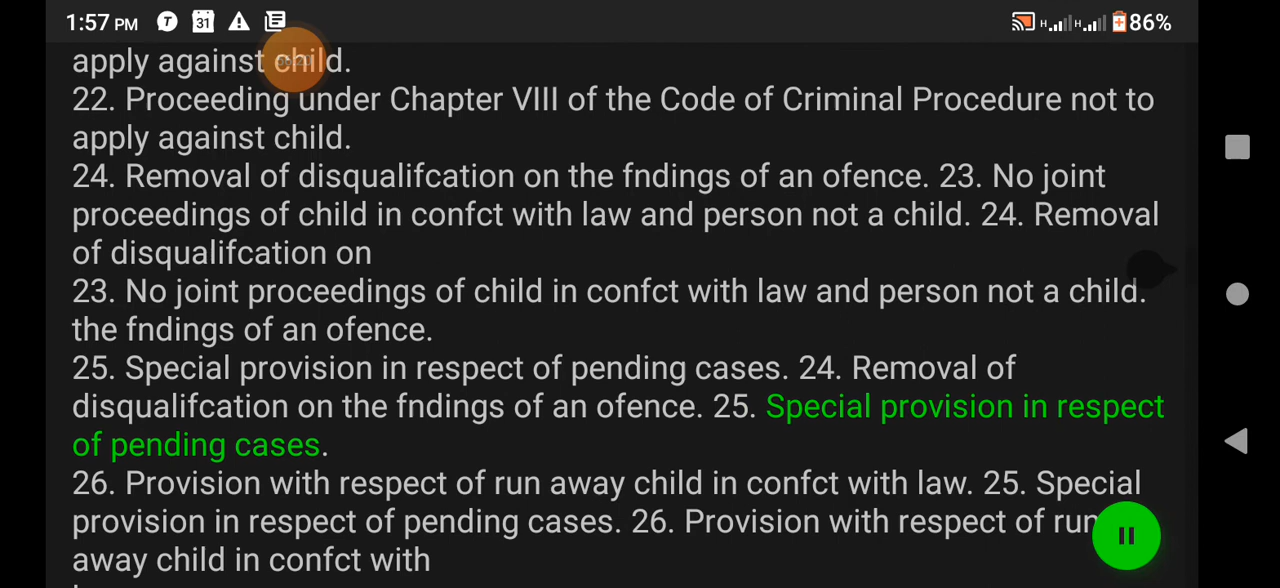 1:57 PM T 31 H H 86%
apply against child.
22. Proceeding under Chapter VIII of the Code of Criminal Procedure not to
apply against child.
24. Removal of disqualifcation on the fndings of an ofence. 23. No joint
proceedings of child in confct with law and person not a child. 24. Removal
of disqualifcation on
23. No joint proceedings of child in confct with law and person not a child.
the fndings of an ofence.
25. Special provision in respect of pending cases. 24. Removal of
disqualifcation on the fndings of an ofence. 25. Special provision in respect
of pending cases.
26. Provision with respect of run away child in confct with law. 25. Special
provision in respect of pending cases. 26. Provision with respect of run
away child in confct with